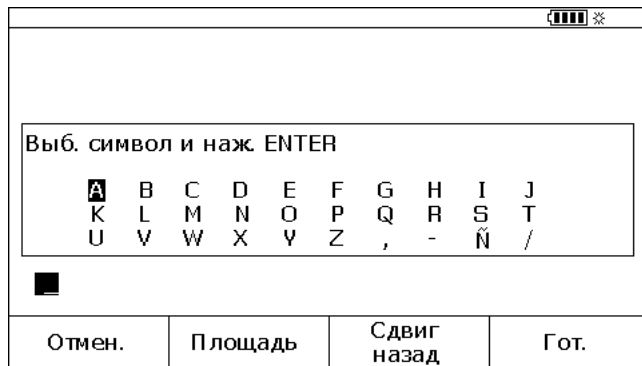 Выб. символ и наж. ENTER
A B C D E F G H I J
K L M N O P Q R S T
U V W X Y Z , - Ñ /
Отмен. Площадь Сдвиг назад Гот.